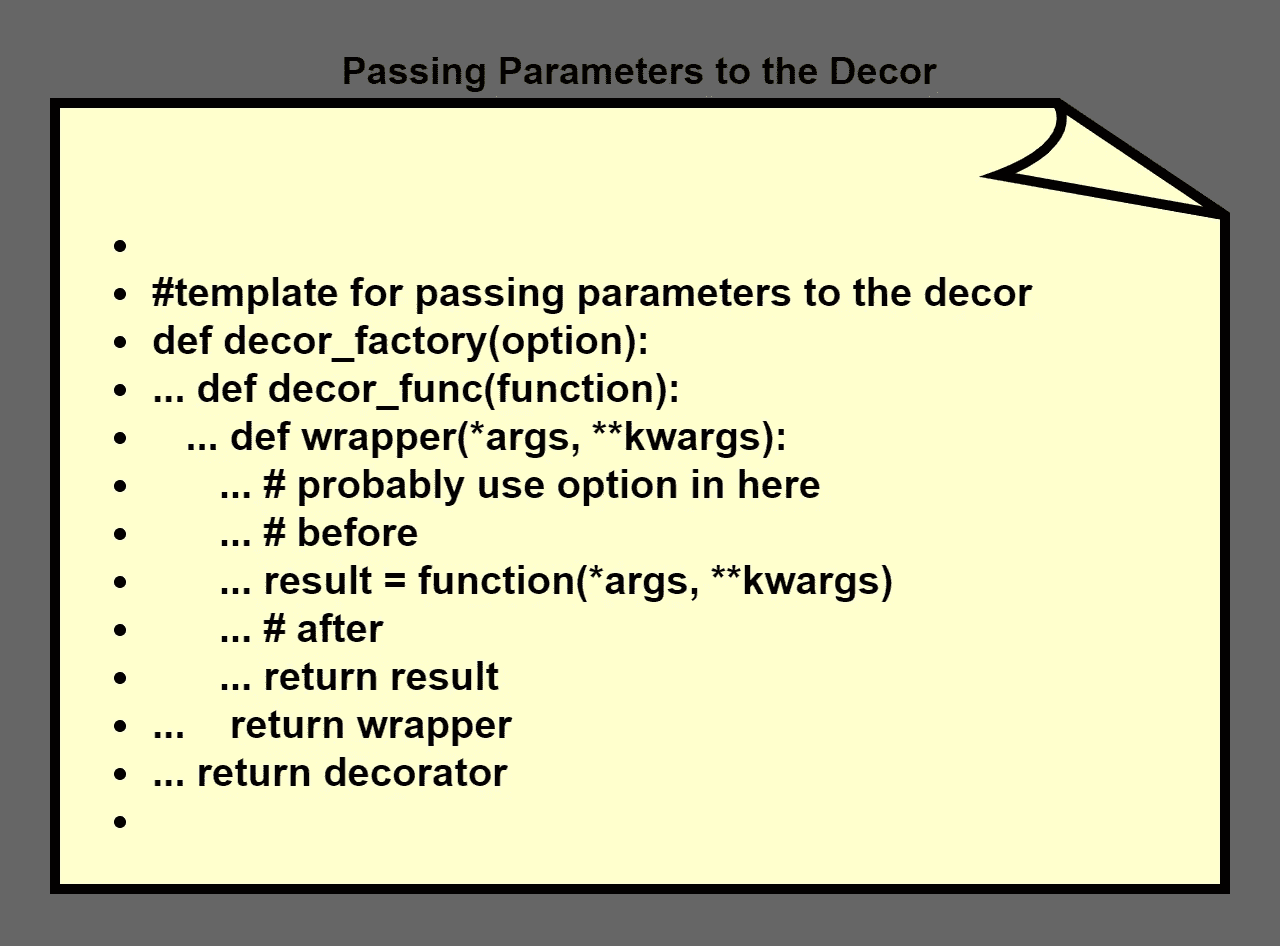 Passing Parameters to the Decor
#template for passing parameters to the decor
def decor_factory(option):
... def decor_func(function):
... def wrapper(*args, **kwargs):
... # probably use option in here
... # before
... result = function(*args, **kwargs)
... # after
... return result
...    return wrapper
... return decorator